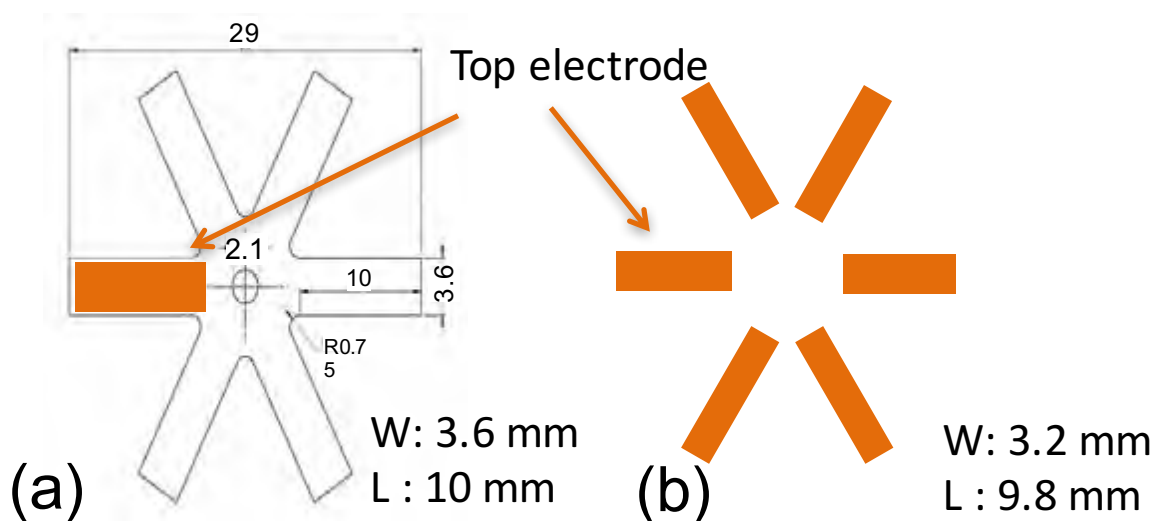 29
Top electrode
2.1
10
3.6
R0.7
5
W: 3.6 mm
L : 10 mm
(a)
W: 3.2 mm
L : 9.8 mm
(b)